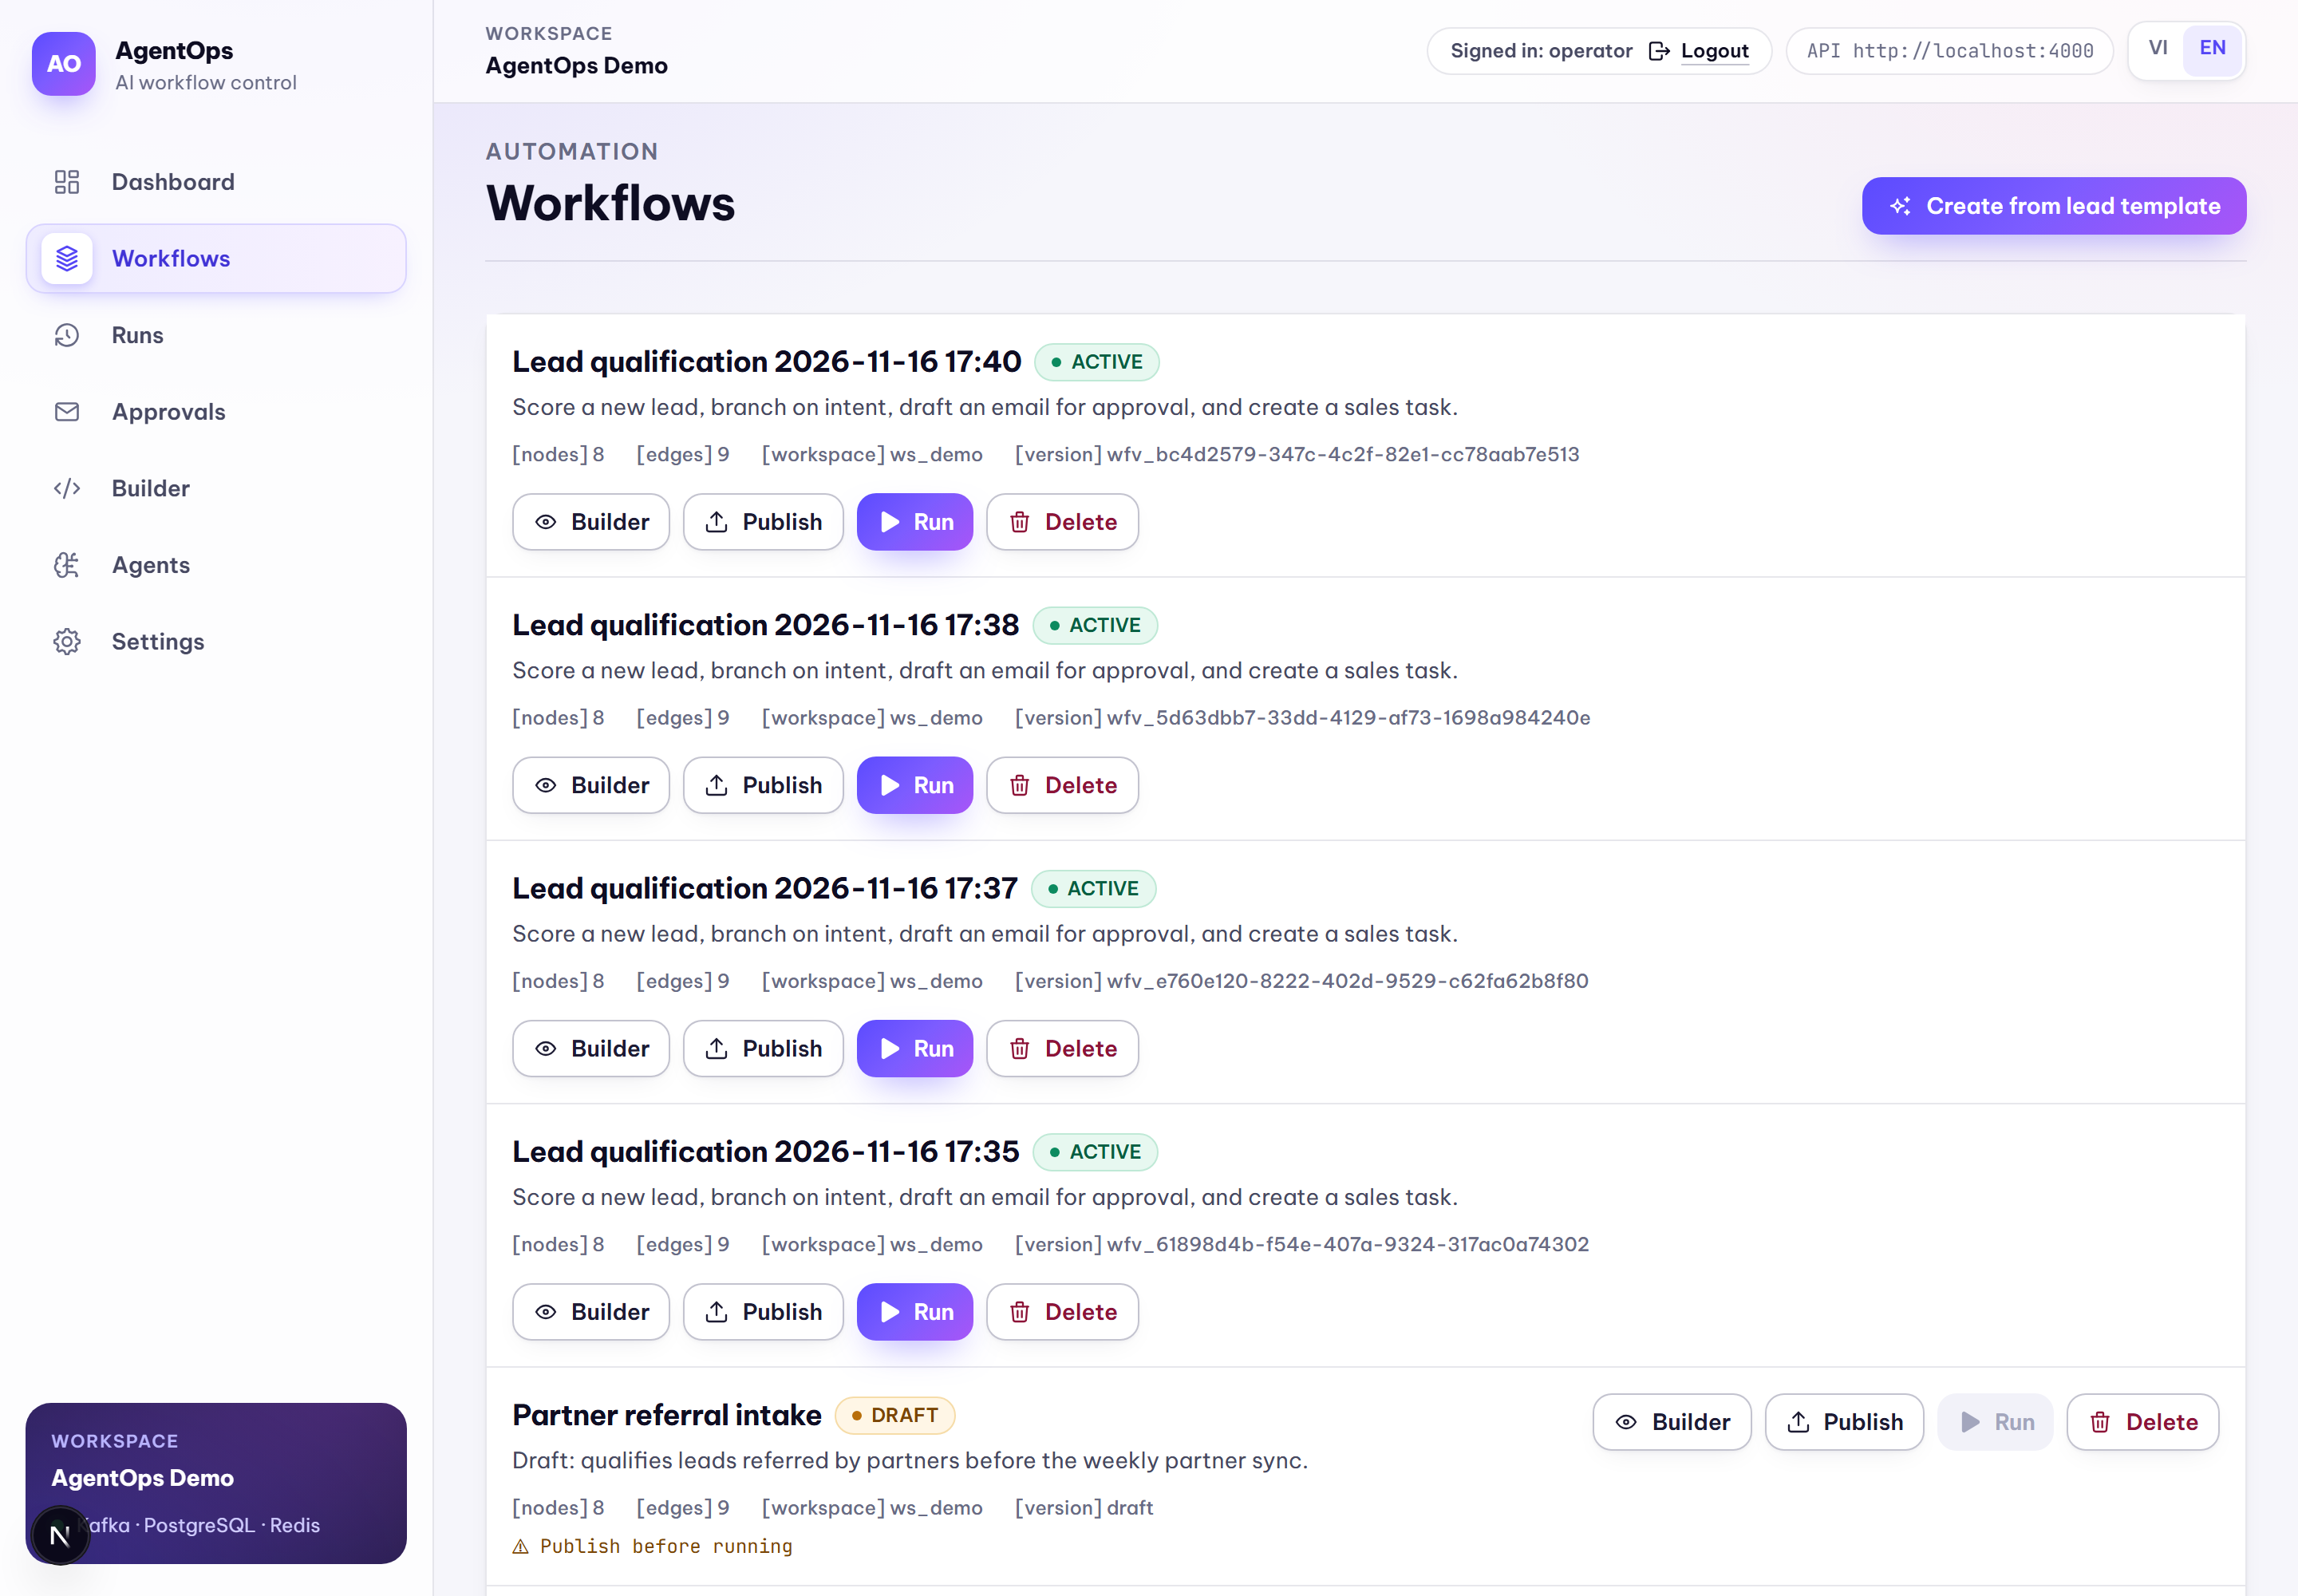 AO
AgentOps
AI workflow control
Dashboard
Workflows
Runs
Approvals
Builder
Agents
Settings
WORKSPACE
AgentOps Demo
Kafka · PostgreSQL · Redis
N
WORKSPACE
AgentOps Demo
Signed in: operator Logout
API http://localhost:4000
VI EN
AUTOMATION
Workflows
Create from lead template
Lead qualification 2026-11-16 17:40 ACTIVE
Score a new lead, branch on intent, draft an email for approval, and create a sales task.
[nodes] 8 [edges] 9 [workspace] ws_demo [version] wfv_bc4d2579-347c-4c2f-82e1-cc78aab7e513
Builder Publish Run Delete
Lead qualification 2026-11-16 17:38 ACTIVE
Score a new lead, branch on intent, draft an email for approval, and create a sales task.
[nodes] 8 [edges] 9 [workspace] ws_demo [version] wfv_5d63dbb7-33dd-4129-af73-1698a984240e
Builder Publish Run Delete
Lead qualification 2026-11-16 17:37 ACTIVE
Score a new lead, branch on intent, draft an email for approval, and create a sales task.
[nodes] 8 [edges] 9 [workspace] ws_demo [version] wfv_e760e120-8222-402d-9529-c62fa62b8f80
Builder Publish Run Delete
Lead qualification 2026-11-16 17:35 ACTIVE
Score a new lead, branch on intent, draft an email for approval, and create a sales task.
[nodes] 8 [edges] 9 [workspace] ws_demo [version] wfv_61898d4b-f54e-407a-9324-317ac0a74302
Builder Publish Run Delete
Partner referral intake DRAFT
Draft: qualifies leads referred by partners before the weekly partner sync.
[nodes] 8 [edges] 9 [workspace] ws_demo [version] draft
⚠ Publish before running
Builder Publish Run Delete